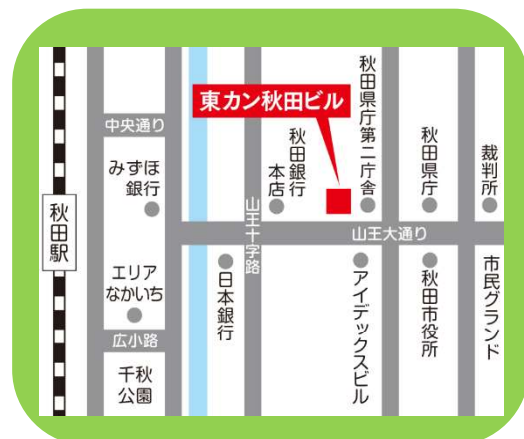 東カン秋田ビル
秋田駅
中央通り
みずほ
銀行
エリア
なかいち
広小路
千秋
公園
日本銀行
山王十字路
秋田銀行
本店
秋田県庁第二庁舎
秋田県庁
裁判所
山王大通り
アイデックスビル
秋田市役所
市民グランド